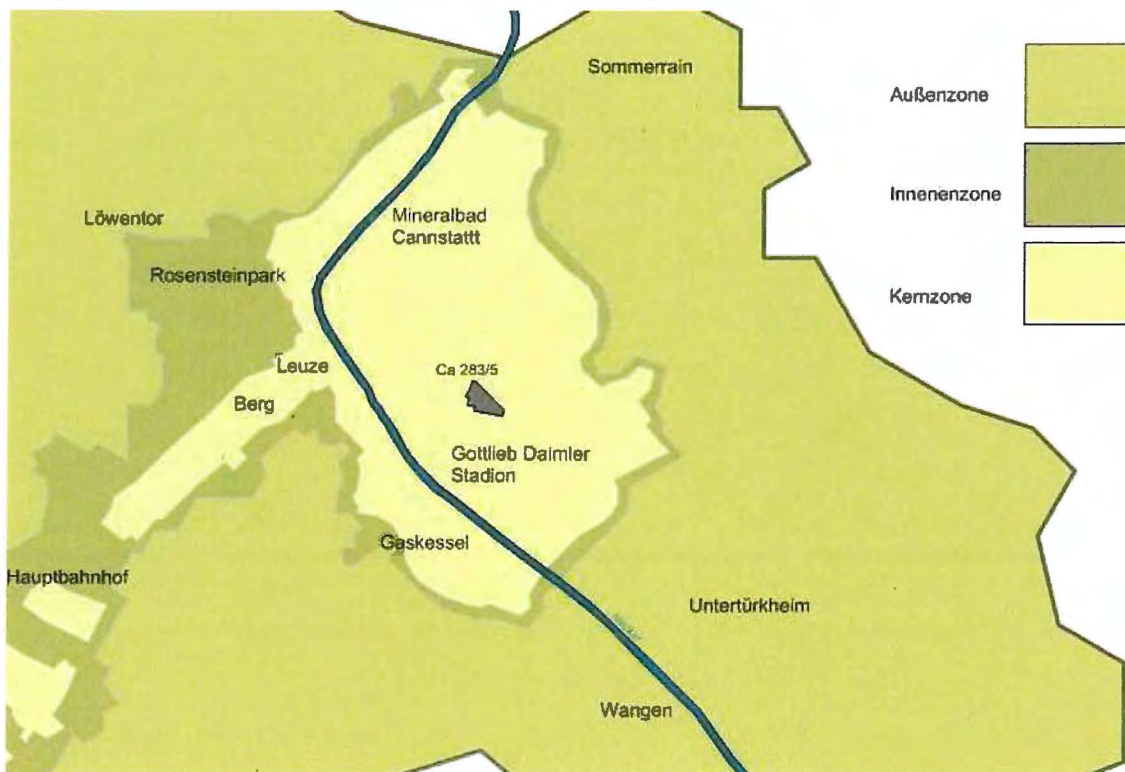 Sommerrain
Außenzone
Innenenzone
Kernzone
Löwentor
Mineralbad
Cannstattt
Rosensteinpark
Leuze
Berg
Ca 283/5
Gottlieb Daimler
Stadion
Gaskessel
Hauptbahnhof
Untertürkheim
Wangen